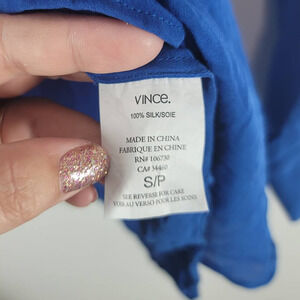 VINCE.
100% SILK/SOIE
MADE IN CHINA
FABRIQUE EN CHINE
RN# 106730
CA# 34460
S/P
SEE REVERSE FOR CARE
VOIR AU VERSO POUR LES SOINS